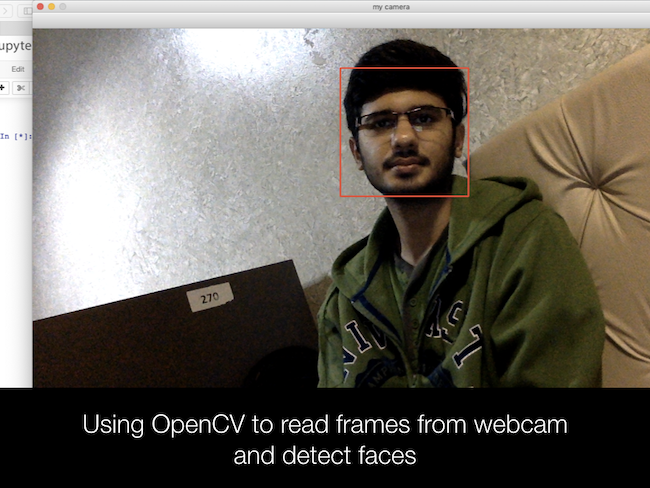 my camera
upyte
Edit
In [*]:
270
Using OpenCV to read frames from webcam
and detect faces